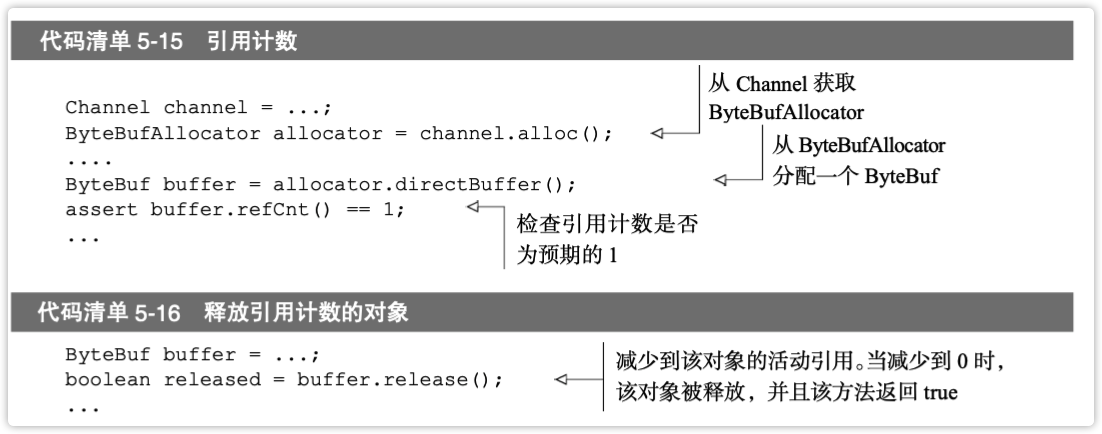 代码清单 5-15 引用计数
Channel channel = ...;
ByteBufAllocator allocator = channel.alloc();
....
ByteBuf buffer = allocator.directBuffer();
assert buffer.refCnt() == 1;
...
从 Channel 获取
ByteBufAllocator
从 ByteBufAllocator
分配一个 ByteBuf
检查引用计数是否
为预期的 1
代码清单 5-16 释放引用计数的对象
ByteBuf buffer = ...;
boolean released = buffer.release();
...
减少到该对象的活动引用。当减少到 0 时,
该对象被释放，并且该方法返回 true